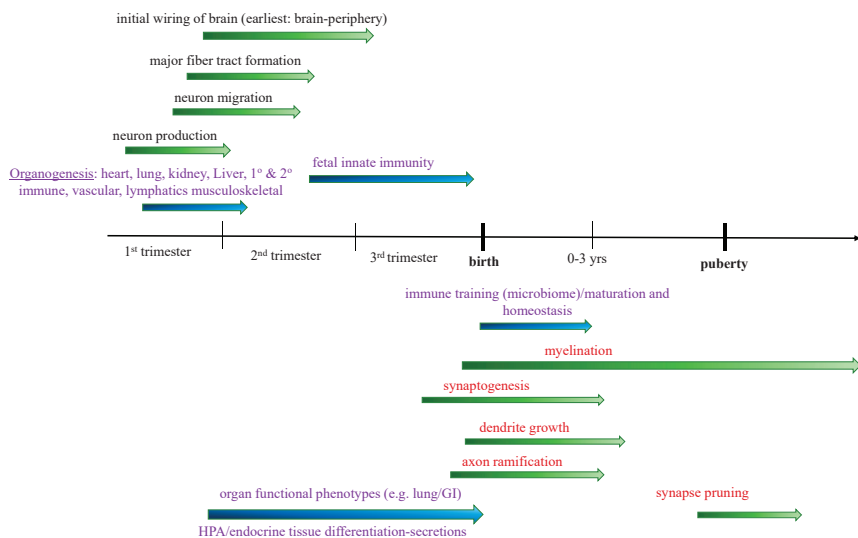 initial wiring of brain (earliest: brain-periphery)
major fiber tract formation
neuron migration
neuron production
Organogenesis: heart, lung, kidney, Liver, 1º & 2º
immune, vascular, lymphatics musculoskeletal
fetal innate immunity
1st trimester
2nd trimester
3rd trimester
birth
0-3 yrs
puberty
immune training (microbiome)/maturation and
homeostasis
myelination
synaptogenesis
dendrite growth
axon ramification
organ functional phenotypes (e.g. lung/GI)
synapse pruning
HPA/endocrine tissue differentiation-secretions